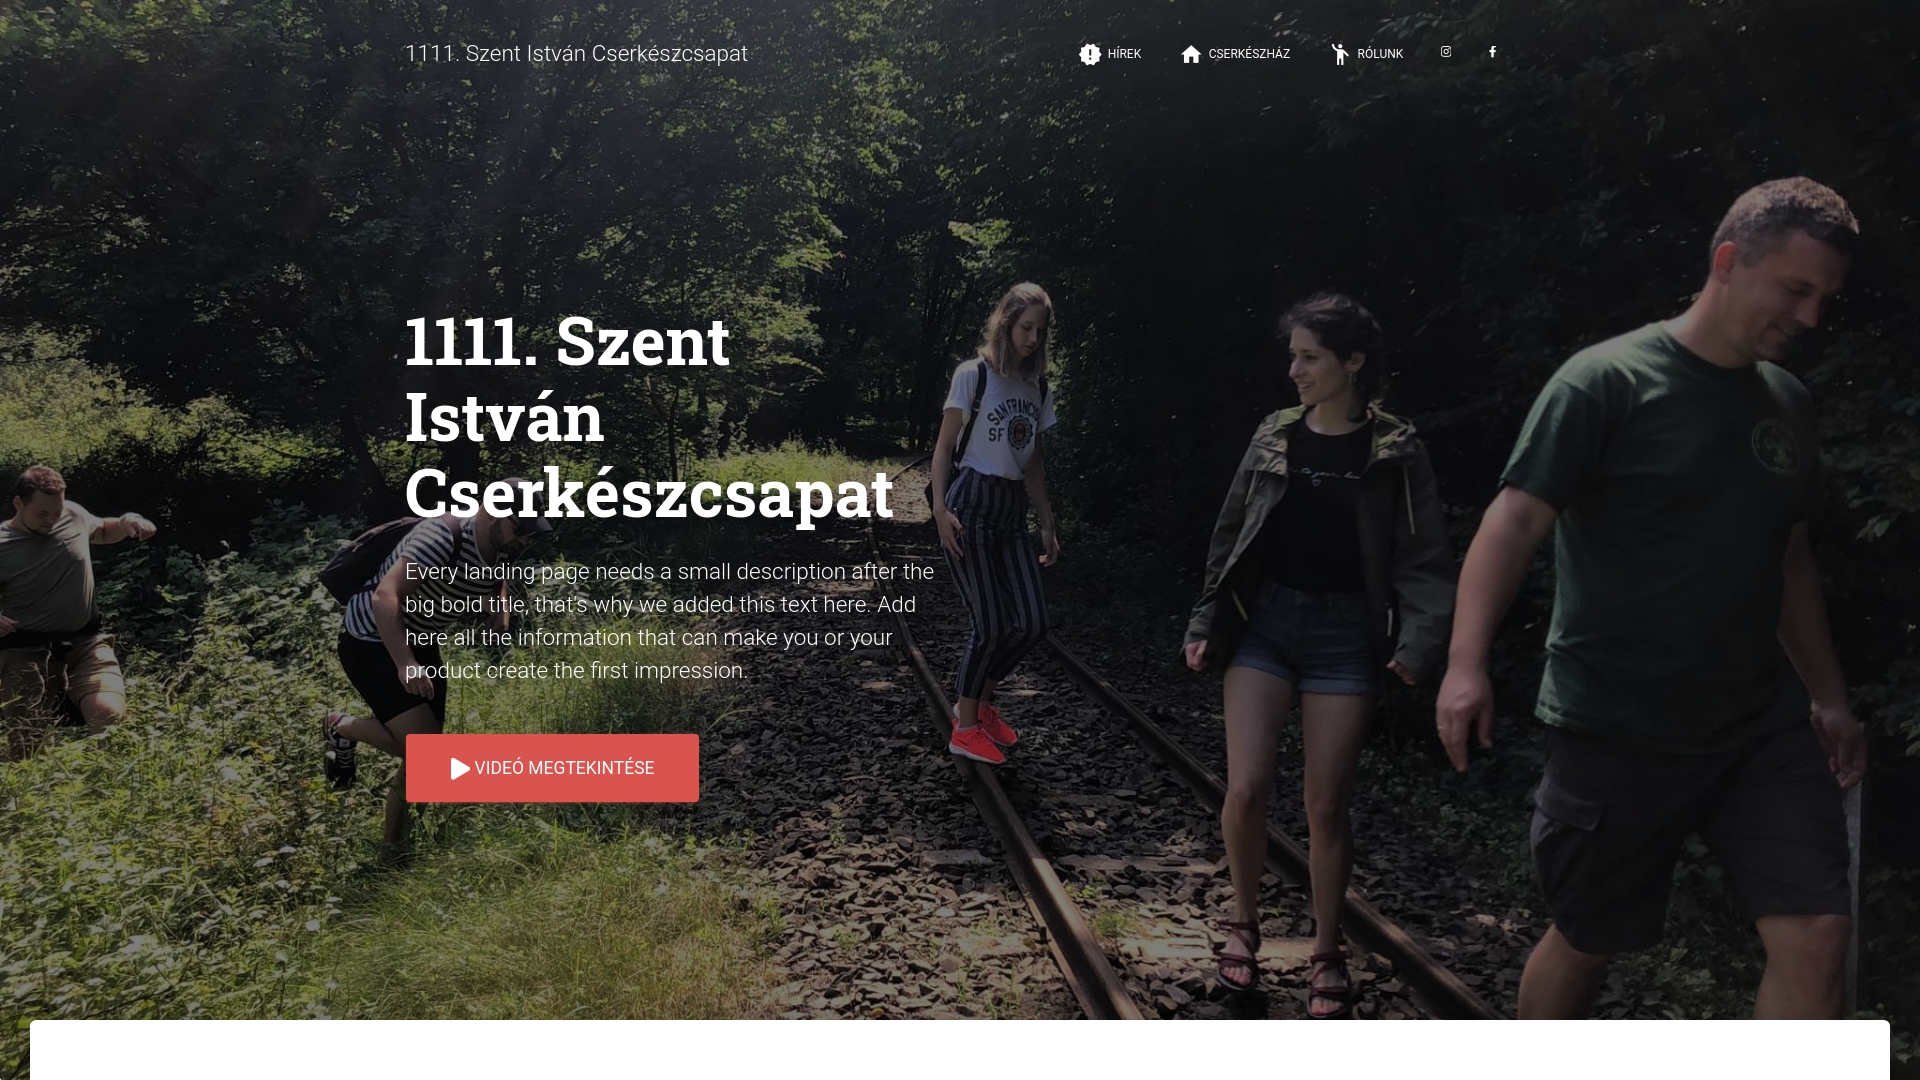 1111. Szent István Cserkészcsapat
HÍREK
CSERKÉSZHÁZ
RÓLUNK
1111. Szent
István
Cserkészcsapat
Every landing page needs a small description after the
big bold title, that's why we added this text here. Add
here all the information that can make you or your
product create the first impression.
VIDEÓ MEGTEKINTÉSE
SF